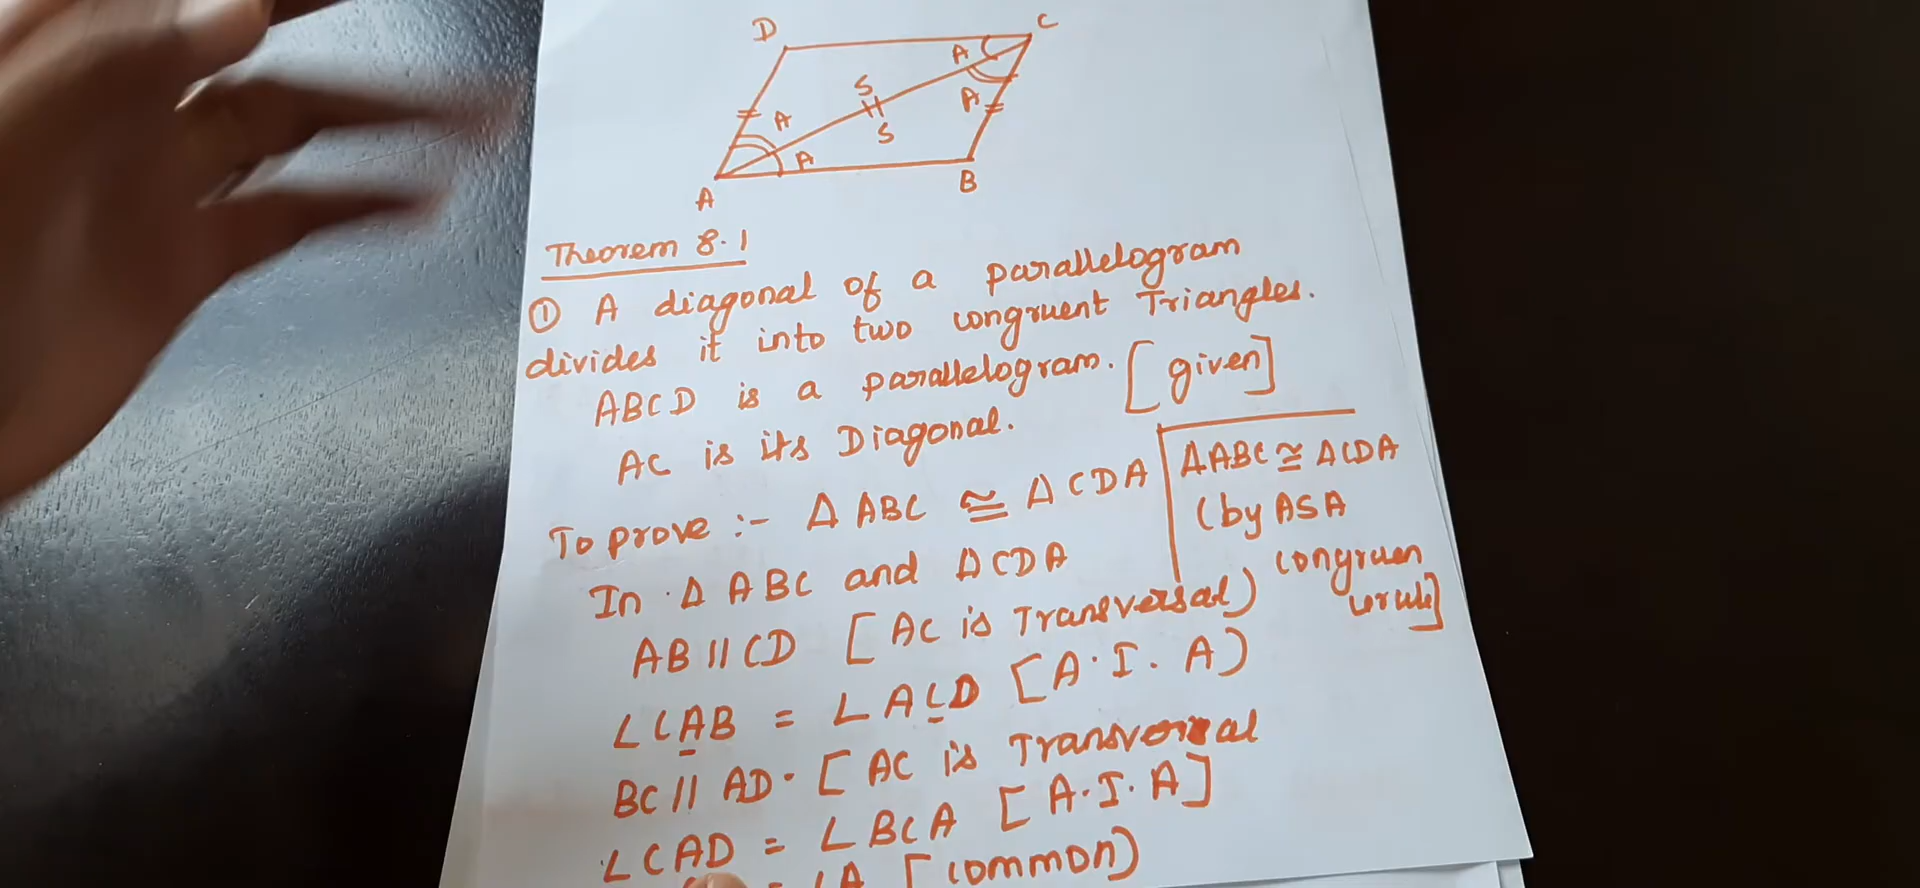 D C
A
S A
A S
A
A B
Theorem 8.1
① A diagonal of a parallelogram
divides it into two congruent Triangles.
ABCD is a parallelogram. [given]
AC is its Diagonal.
To prove :- Δ ABC ≅ Δ CDA
In Δ ABC and Δ CDA
AB || CD [AC is Transversal)
∠CAB = ∠ACD [A.I.A)
BC || AD. [AC is Transversal
∠CAD = ∠BCA [A.I.A]
= [common)
ΔABC ≅ ΔCDA
(by ASA
congruen